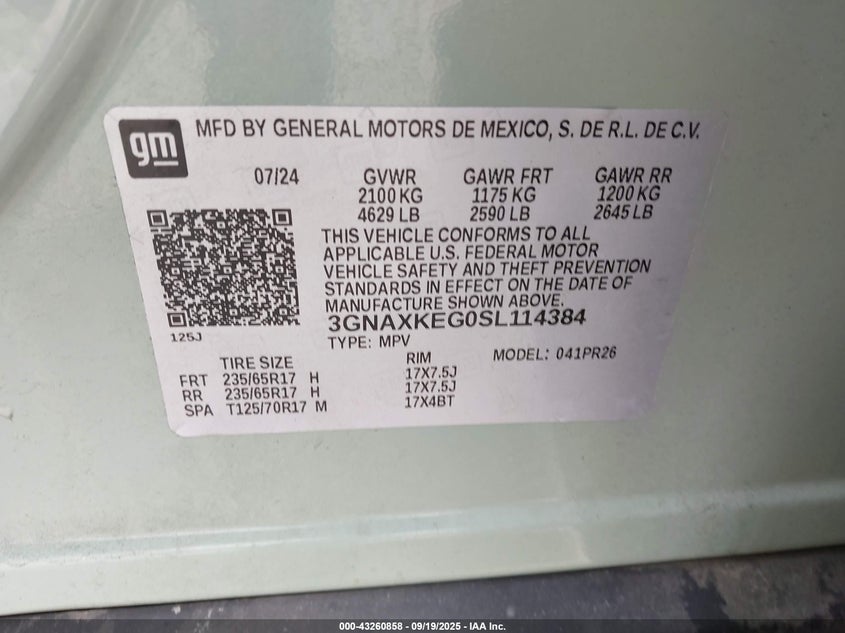 gm
MFD BY GENERAL MOTORS DE MEXICO, S. DE R.L. DE C.V.
07/24 GVWR GAWR FRT GAWR RR
2100 KG 1175 KG 1200 KG
4629 LB 2590 LB 2645 LB
THIS VEHICLE CONFORMS TO ALL
APPLICABLE U.S. FEDERAL MOTOR
VEHICLE SAFETY AND THEFT PREVENTION
STANDARDS IN EFFECT ON THE DATE OF
MANUFACTURE SHOWN ABOVE.
3GNAXKEG0SL114384
125J
TYPE: MPV
TIRE SIZE RIM MODEL: 041PR26
FRT 235/65R17 H 17X7.5J
RR 235/65R17 H 17X7.5J
SPA T125/70R17 M 17X4BT
000-43260858 - 09/19/2025 - IAA Inc.